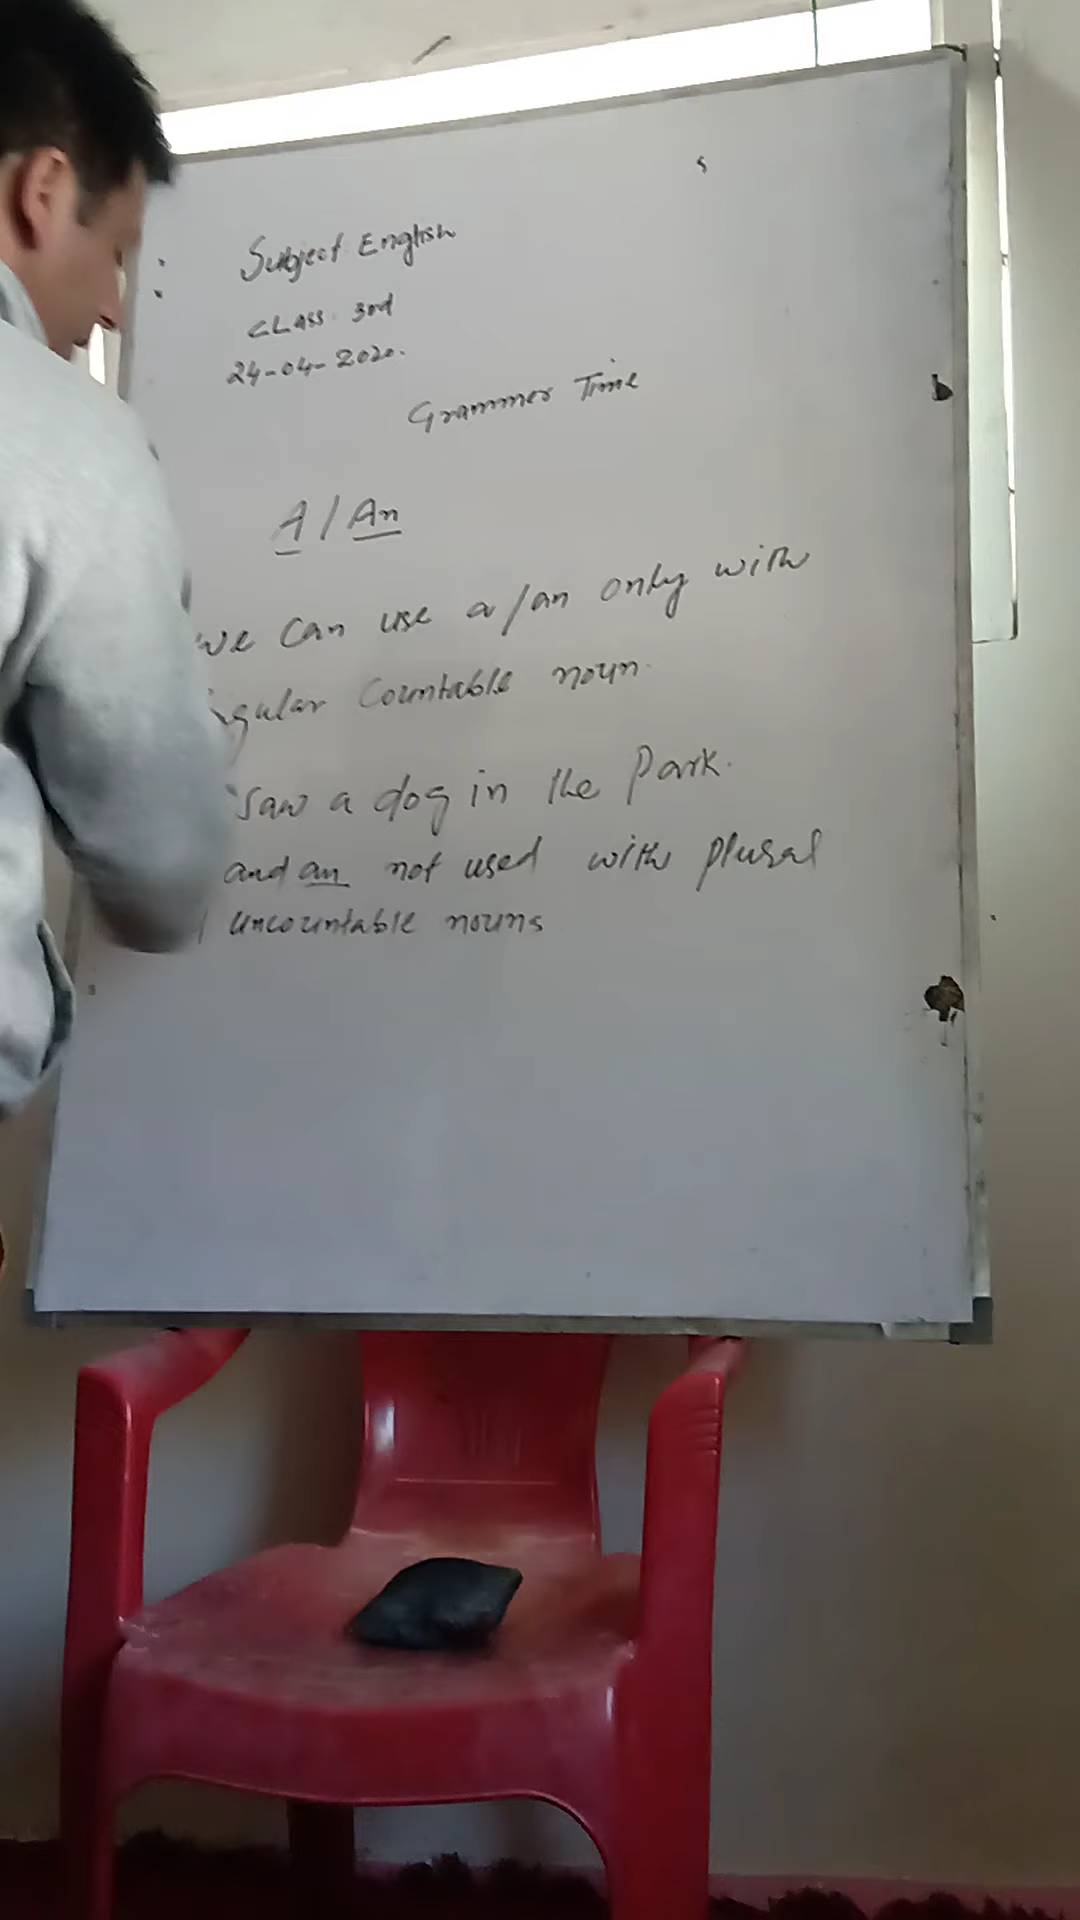 Subject English
CLass 3rd
24-04-2020.
Grammer Time
A/An
we can use a/an only with
ngular Countable noun.
saw a dog in the Park.
and an not used with plural
uncountable nouns